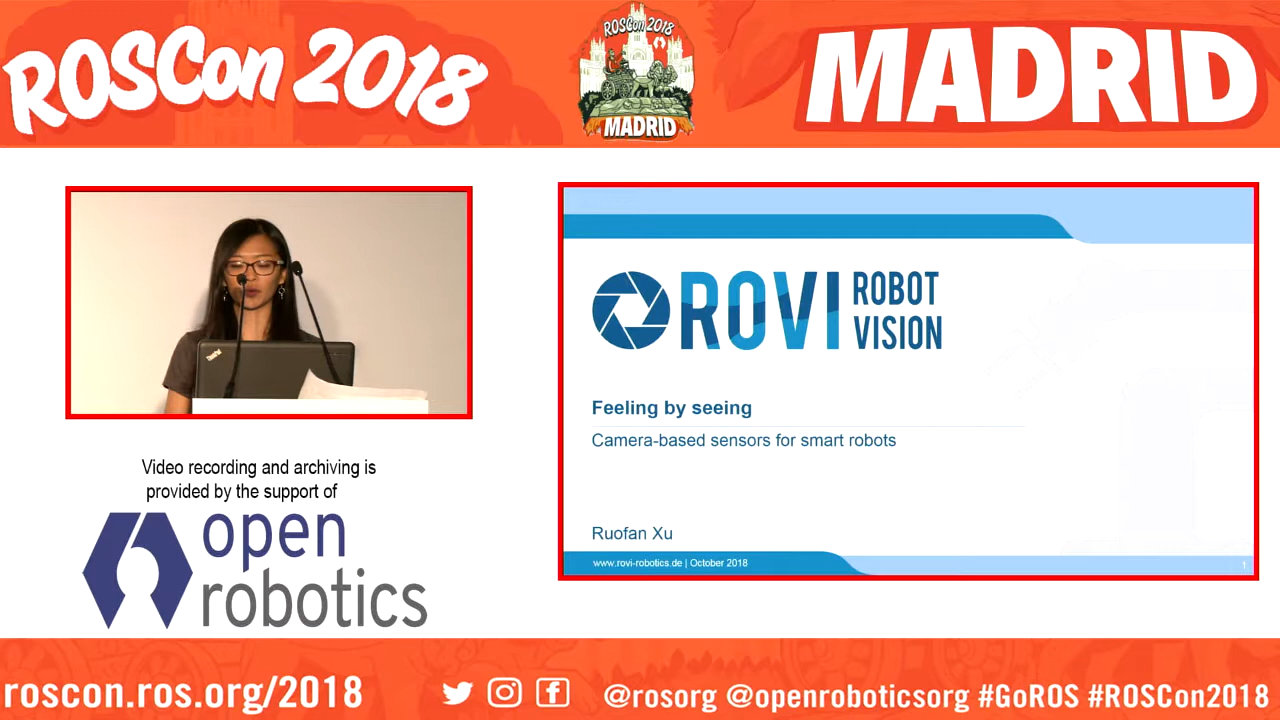 ROSCon 2018
ROSCon 2018
MADRID
MADRID
ThinkPad
ROVI ROBOT
VISION
Feeling by seeing
Camera-based sensors for smart robots
Ruofan Xu
www.rovi-robotics.de | October 2018
1
Video recording and archiving is
provided by the support of
open
robotics
roscon.ros.org/2018
@rosorg @openroboticsorg #GoROS #ROSCon2018